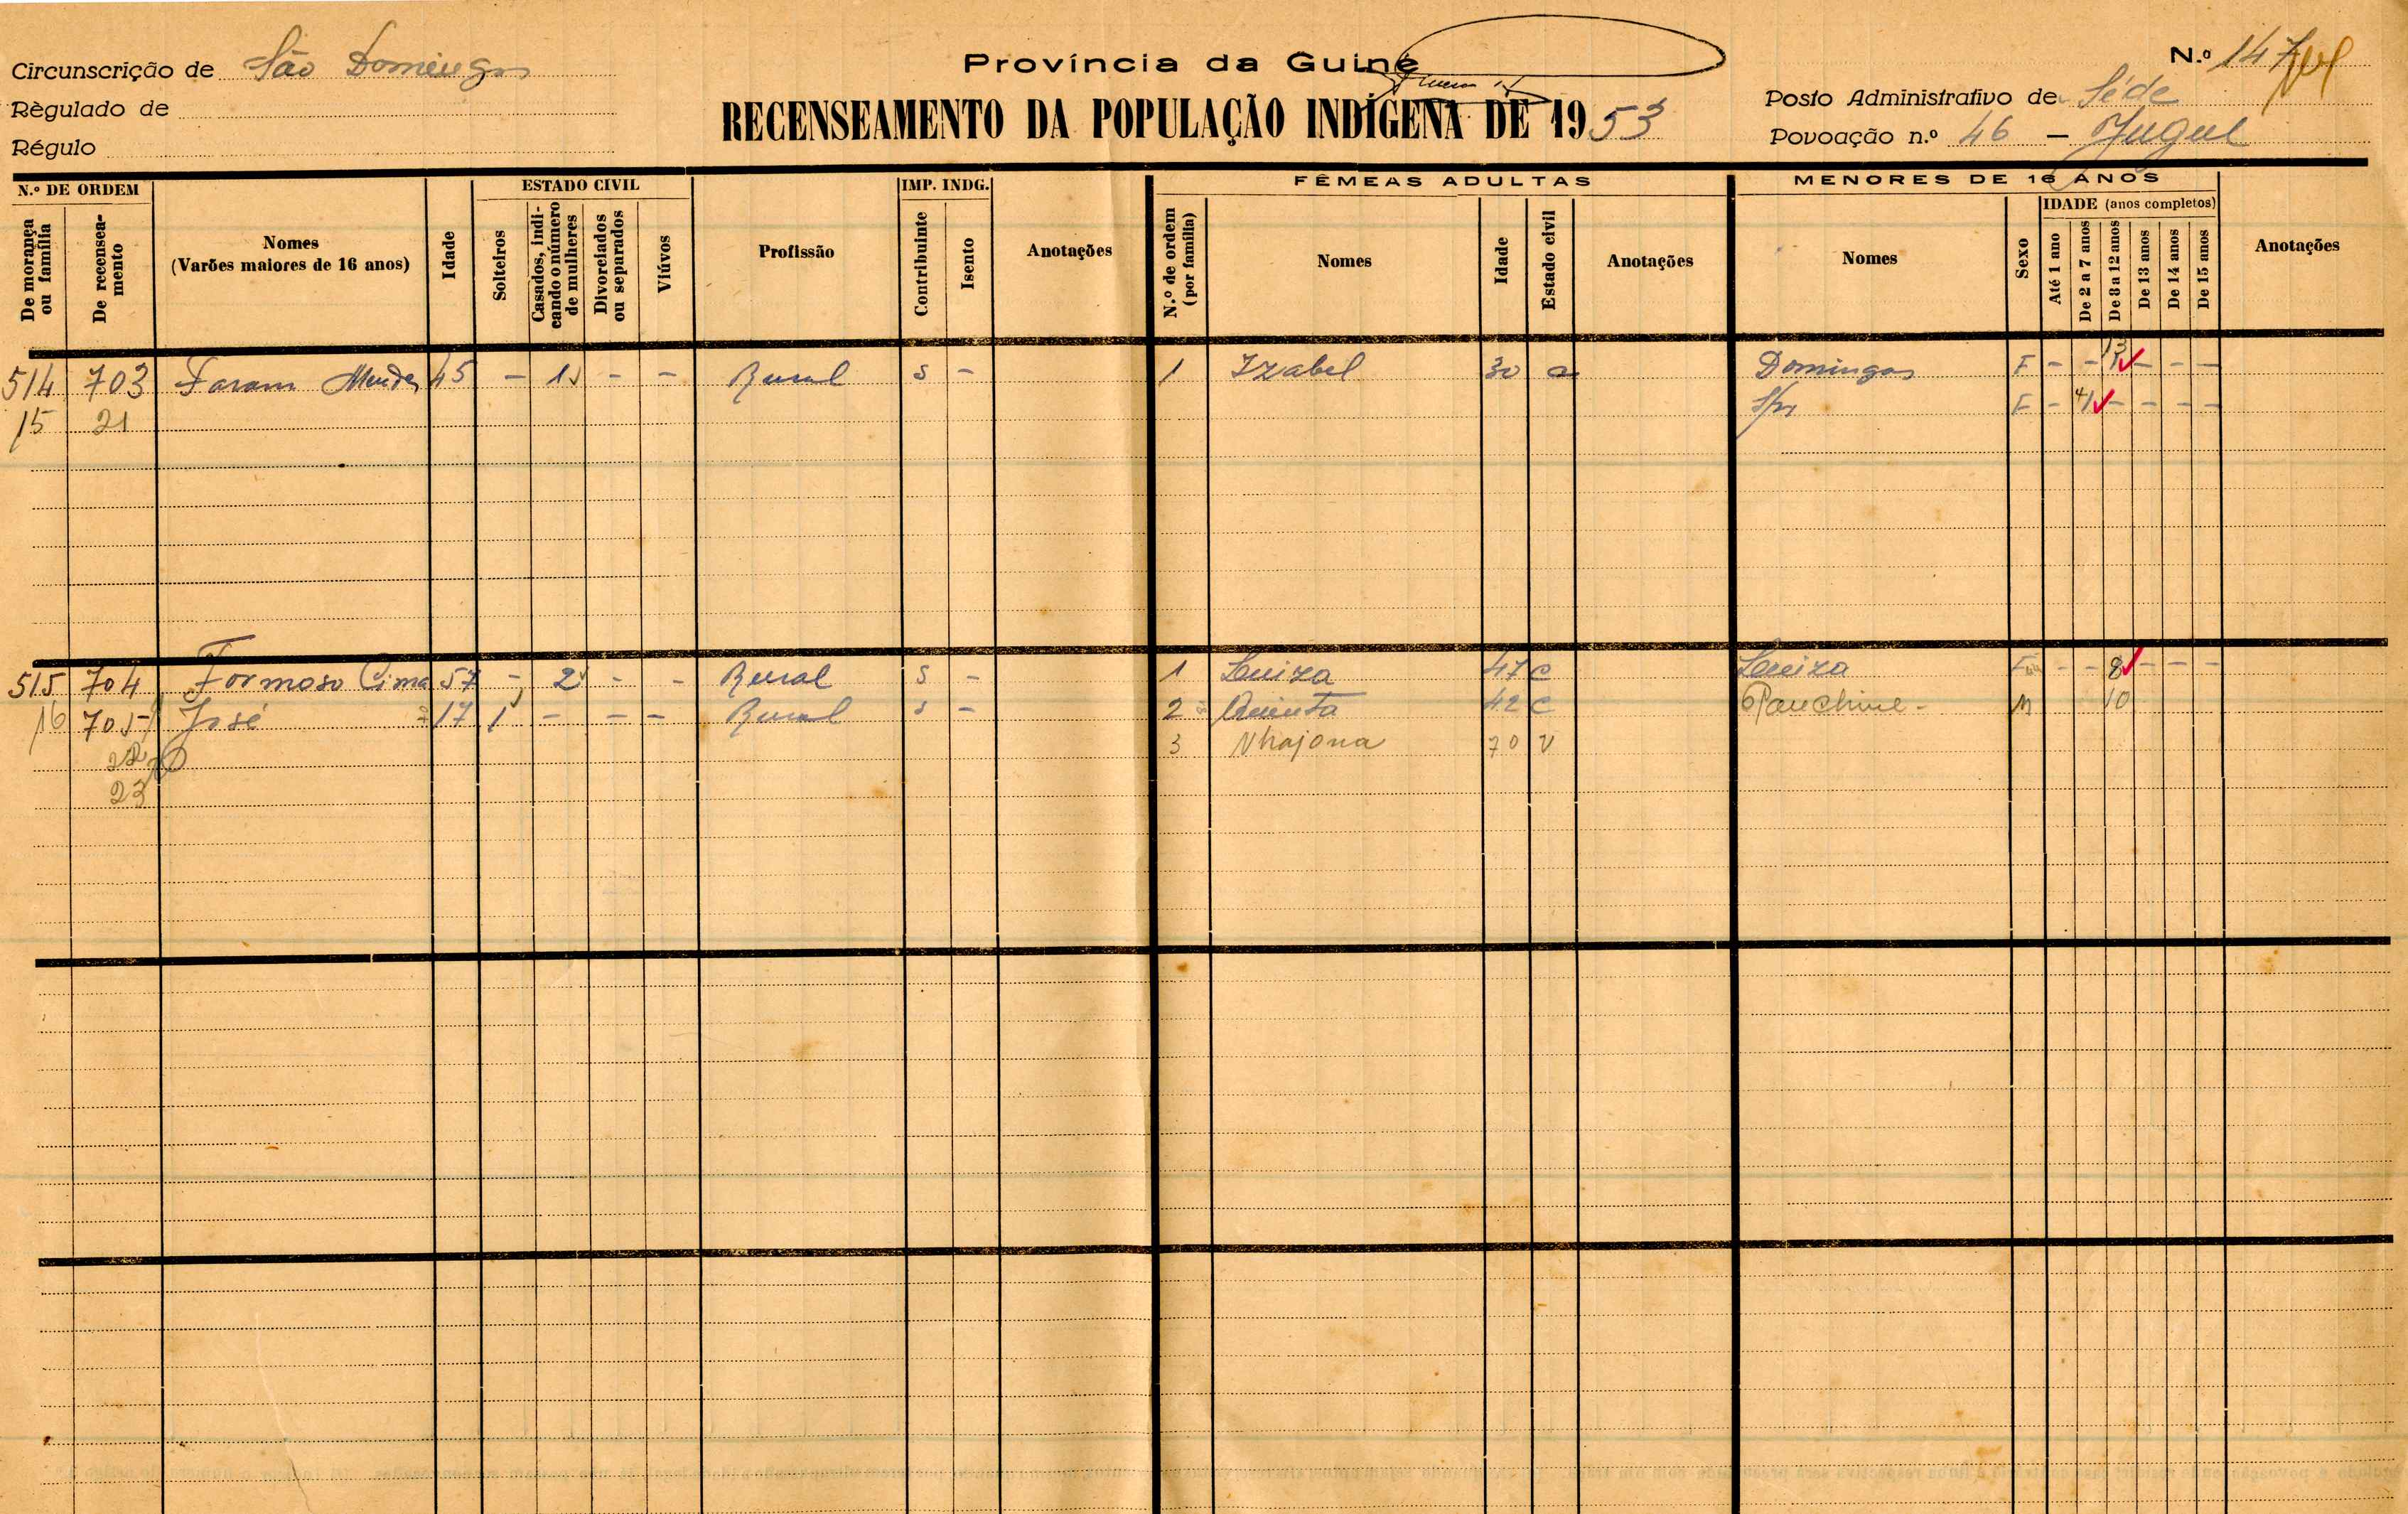 Circunscrição de São Domingos
Règulado de
Régulo
Província da Guiné
RECENSEAMENTO DA POPULAÇÃO INDÍGENA DE 1953
N.º 147
Posto Administrativo de Séde
Povoação n.º 46 — Jugul
N.º DE ORDEM
De morança ou família
De recenseamento
Nomes
(Varões maiores de 16 anos)
Idade
ESTADO CIVIL
Solteiros
Casados, indicando o número de mulheres
Divorciados ou separados
Viúvos
Profissão
IMP. INDG.
Contribuinte
Isento
Anotações
FÊMEAS ADULTAS
N.º de ordem (por família)
Nomes
Idade
Estado civil
Anotações
MENORES DE 16 ANOS
Nomes
Sexo
IDADE (anos completos)
Até 1 ano
De 2 a 7 anos
De 8 a 12 anos
De 13 anos
De 14 anos
De 15 anos
Anotações
514 703 Faram Mendes 45 - 1 - - Rural s - 1 Izabel 30 Domingas F - - 13 - - -
15 21 F - 4 - - - -
515 704 Formoso Cima 57 - 2 - - Rural s - 1 Luiza 47 c Luiza F - - 8 - - -
16 705 José 17 1 - - - Rural s - 2 Quinta 42 c Pauchine - M 10
22 3 Nhajona 70 V
23